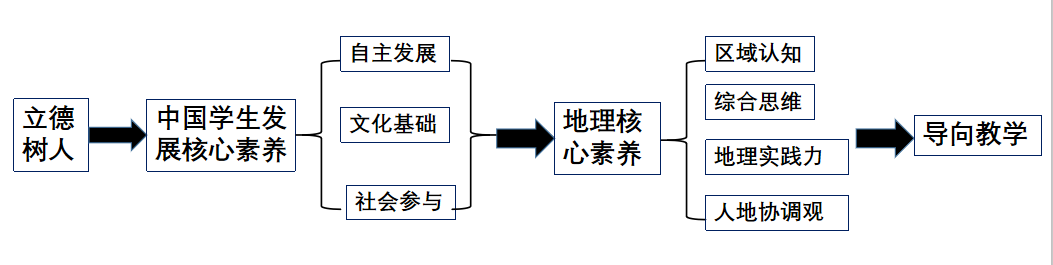 立德
树人
中国学生发
展核心素养
自主发展
文化基础
社会参与
地理核
心素养
区域认知
综合思维
地理实践力
人地协调观
导向教学